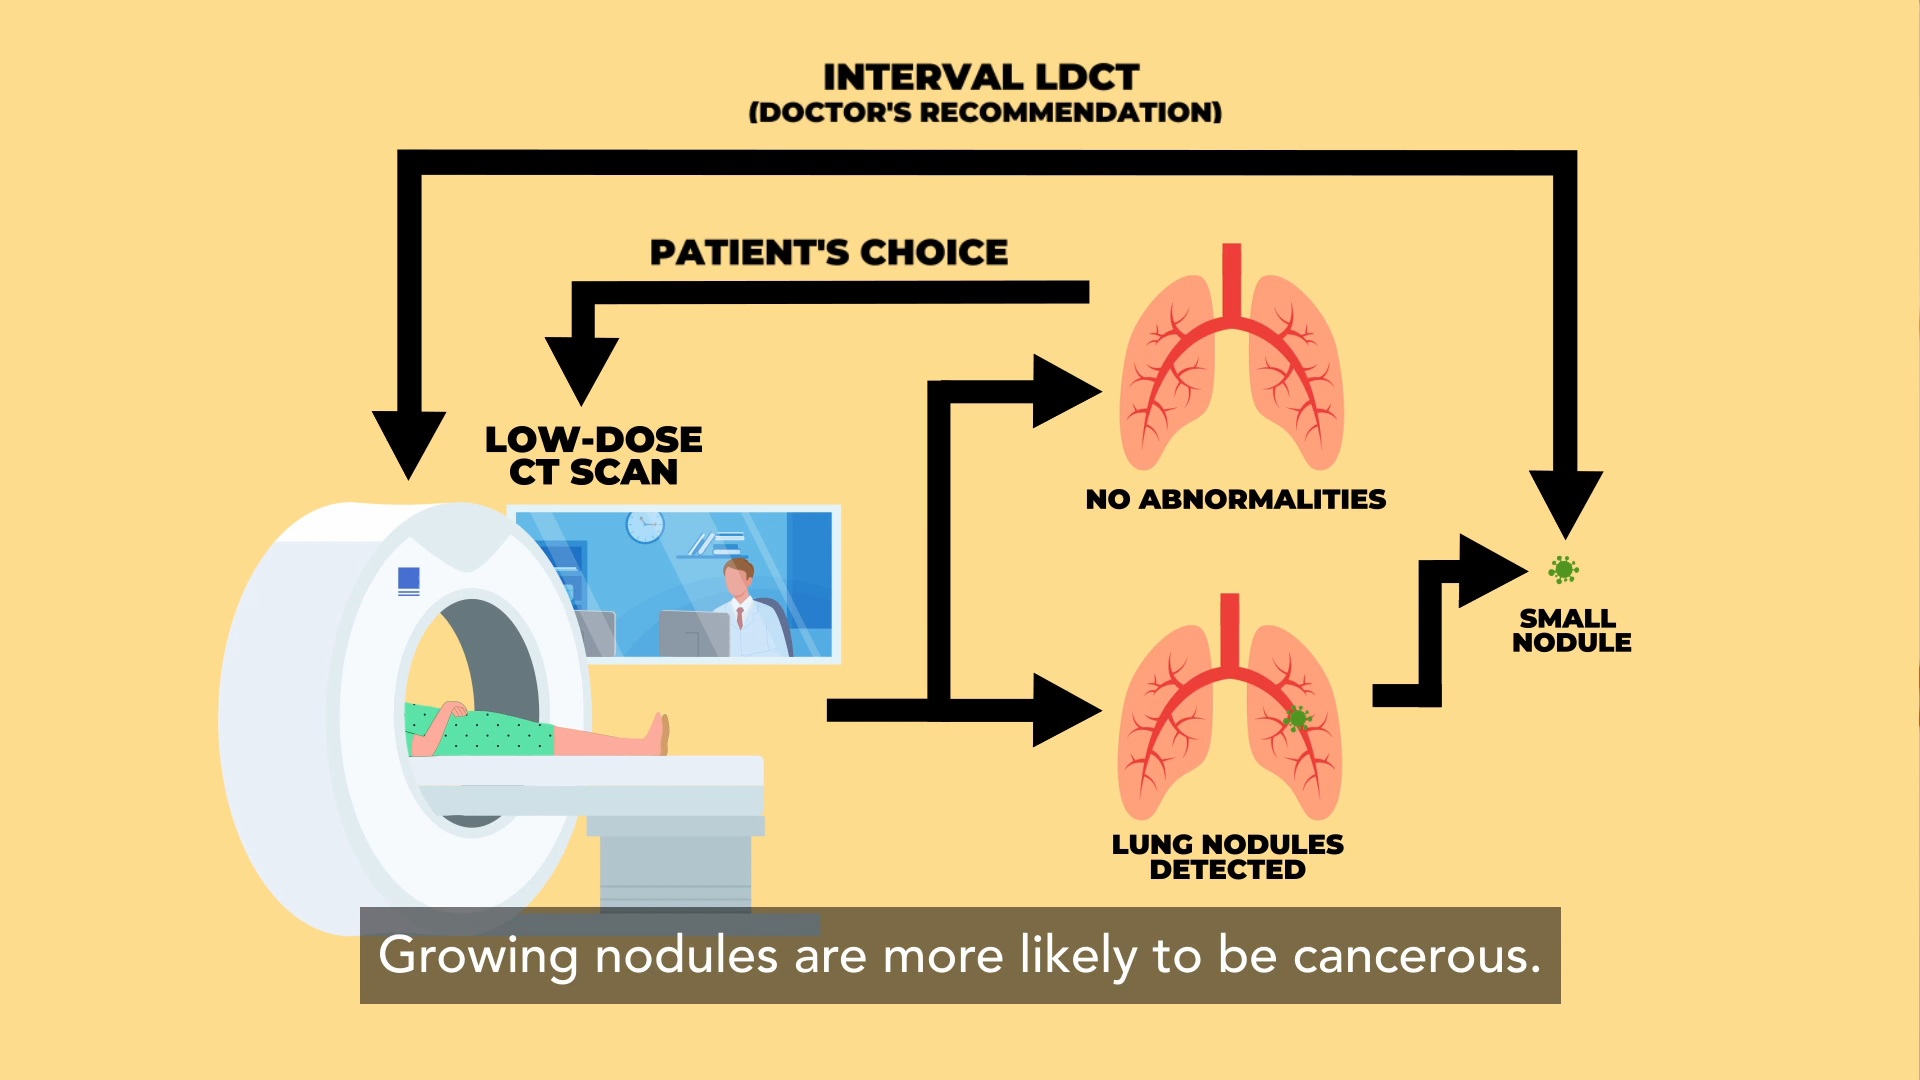 INTERVAL LDCT
(DOCTOR'S RECOMMENDATION)
PATIENT'S CHOICE
LOW-DOSE
CT SCAN
NO ABNORMALITIES
SMALL
NODULE
LUNG NODULES
DETECTED
Growing nodules are more likely to be cancerous.